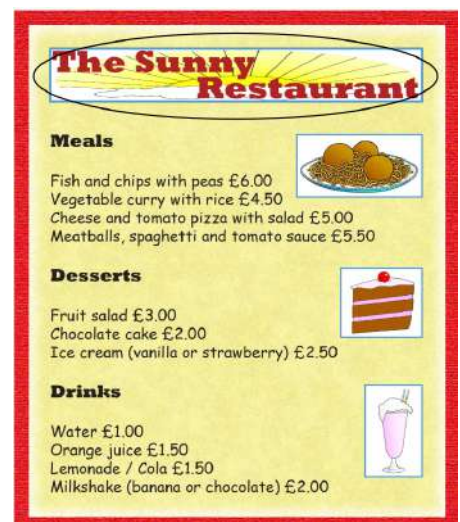 The Sunny
Restaurant
Meals
Fish and chips with peas £6.00
Vegetable curry with rice £4.50
Cheese and tomato pizza with salad £5.00
Meatballs, spaghetti and tomato sauce £5.50
Desserts
Fruit salad £3.00
Chocolate cake £2.00
Ice cream (vanilla or strawberry) £2.50
Drinks
Water £1.00
Orange juice £1.50
Lemonade / Cola £1.50
Milkshake (banana or chocolate) £2.00